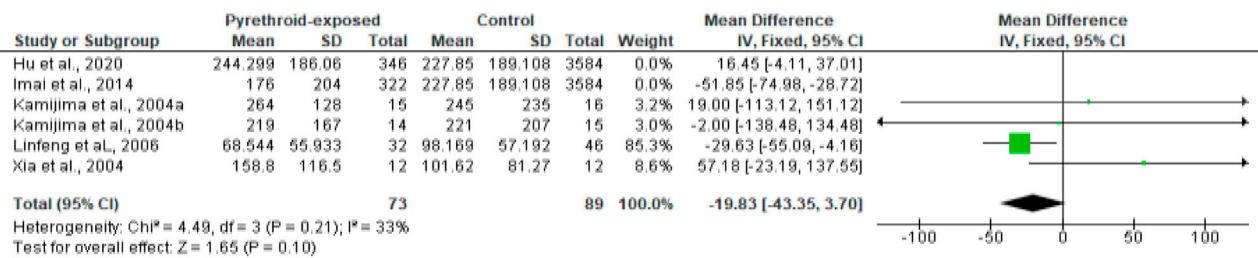 Pyrethroid-exposed Control Mean Difference Mean Difference
Study or Subgroup Mean SD Total Mean SD Total Weight IV, Fixed, 95% CI IV, Fixed, 95% CI
Hu et al., 2020 244.299 186.06 346 227.85 189.108 3584 0.0% 16.45 [-4.11, 37.01]
Imai et al., 2014 176 204 322 227.85 189.108 3584 0.0% -51.85 [-74.98, -28.72]
Kamijima et al., 2004a 264 128 15 245 235 16 3.2% 19.00 [-113.12, 151.12]
Kamijima et al., 2004b 219 167 14 221 207 15 3.0% -2.00 [-138.48, 134.48]
Linfeng et aL, 2006 68.544 55.933 32 98.169 57.192 46 85.3% -29.63 [-55.09, -4.16]
Xia et al., 2004 158.8 116.5 12 101.62 81.27 12 8.6% 57.18 [-23.19, 137.55]
Total (95% CI) 73 89 100.0% -19.83 [-43.35, 3.70]
Heterogeneity: Chi² = 4.49, df = 3 (P = 0.21); I² = 33%
Test for overall effect: Z = 1.65 (P = 0.10)
-100 -50 0 50 100